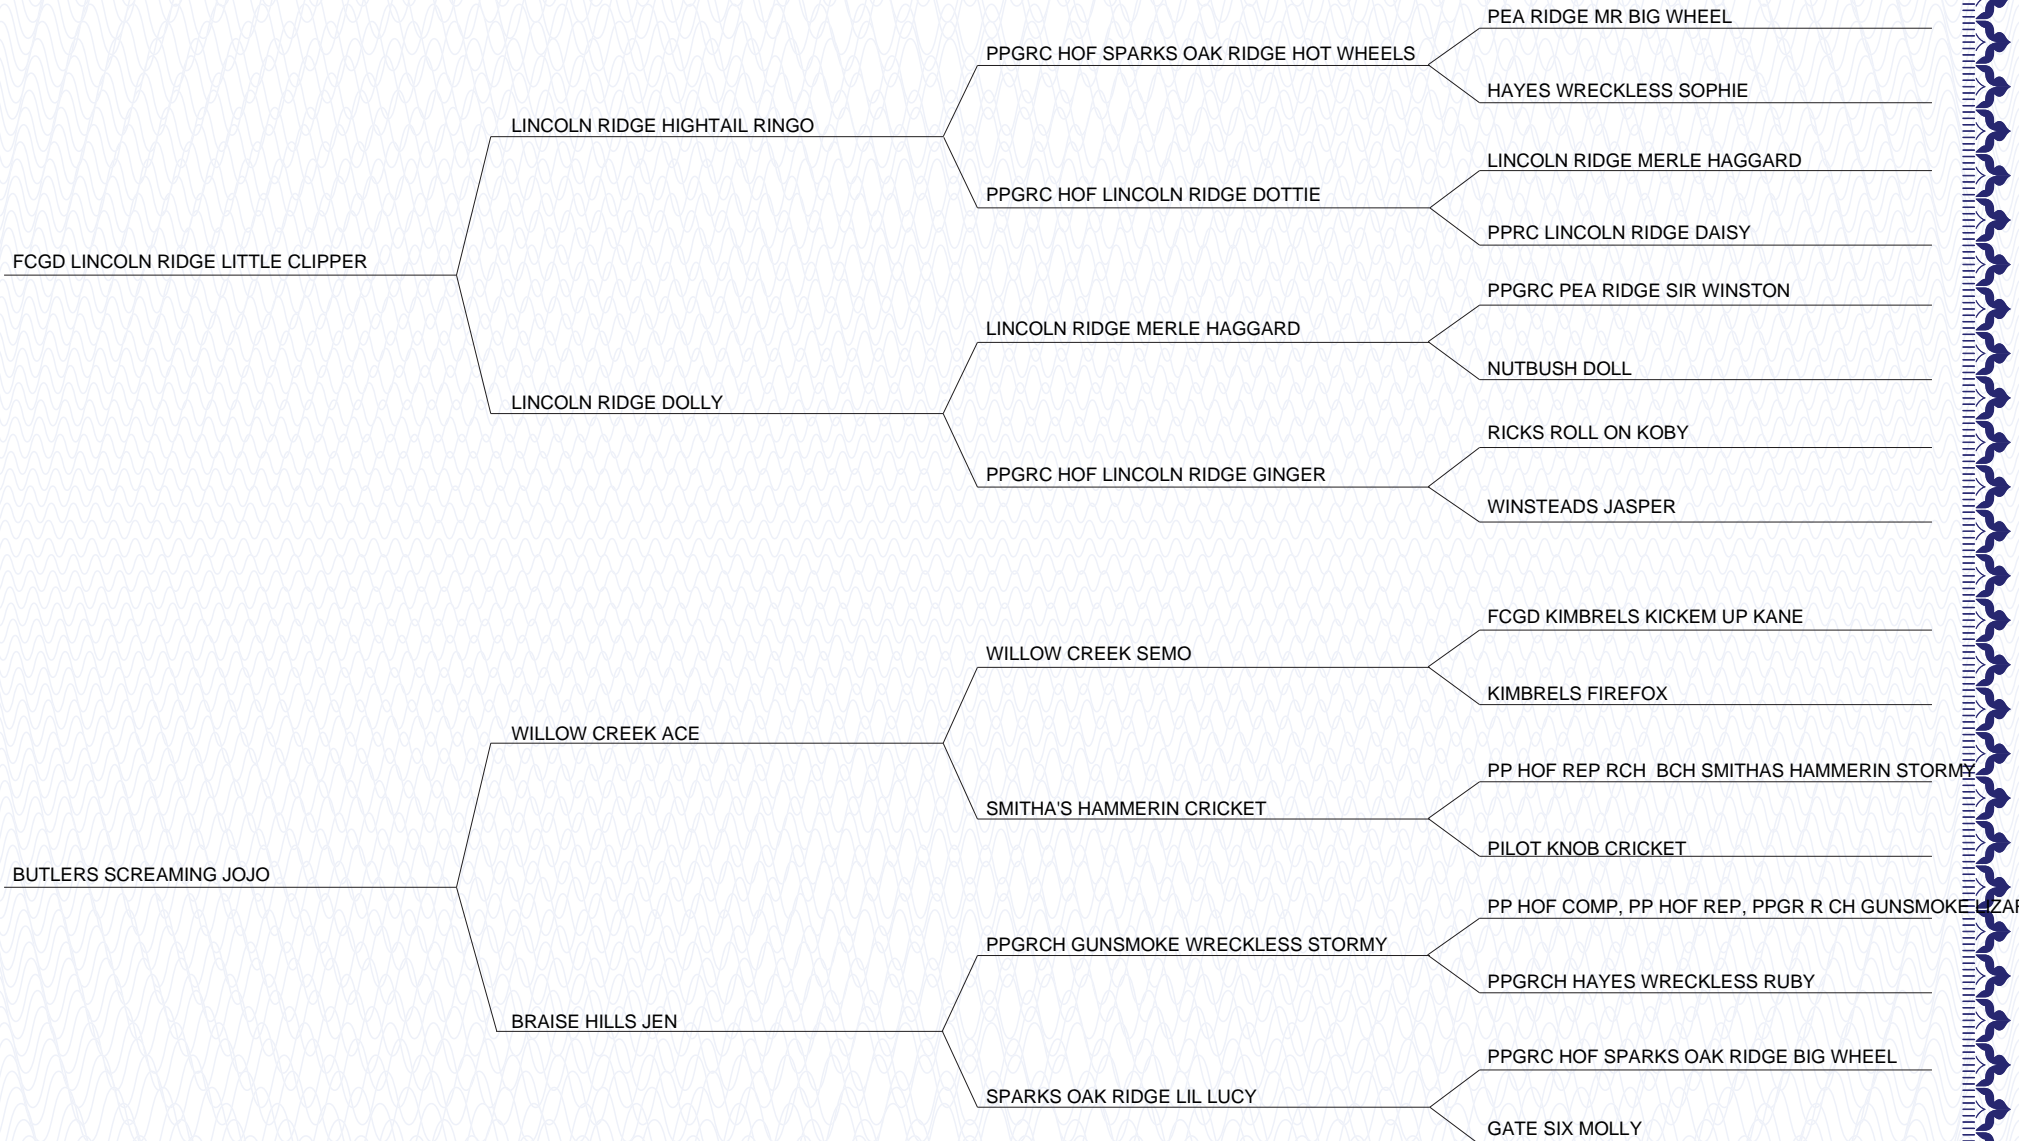 PEA RIDGE MR BIG WHEEL
PPGRC HOF SPARKS OAK RIDGE HOT WHEELS
HAYES WRECKLESS SOPHIE
LINCOLN RIDGE HIGHTAIL RINGO
LINCOLN RIDGE MERLE HAGGARD
PPGRC HOF LINCOLN RIDGE DOTTIE
PPRC LINCOLN RIDGE DAISY
FCGD LINCOLN RIDGE LITTLE CLIPPER
PPGRC PEA RIDGE SIR WINSTON
LINCOLN RIDGE MERLE HAGGARD
NUTBUSH DOLL
LINCOLN RIDGE DOLLY
RICKS ROLL ON KOBY
PPGRC HOF LINCOLN RIDGE GINGER
WINSTEADS JASPER
FCGD KIMBRELS KICKEM UP KANE
WILLOW CREEK SEMO
KIMBRELS FIREFOX
WILLOW CREEK ACE
PP HOF REP RCH  BCH SMITHAS HAMMERIN STORMY
SMITHA'S HAMMERIN CRICKET
PILOT KNOB CRICKET
BUTLERS SCREAMING JOJO
PP HOF COMP, PP HOF REP, PPGR R CH GUNSMOKE
PPGRCH GUNSMOKE WRECKLESS STORMY
PPGRCH HAYES WRECKLESS RUBY
BRAISE HILLS JEN
PPGRC HOF SPARKS OAK RIDGE BIG WHEEL
SPARKS OAK RIDGE LIL LUCY
GATE SIX MOLLY